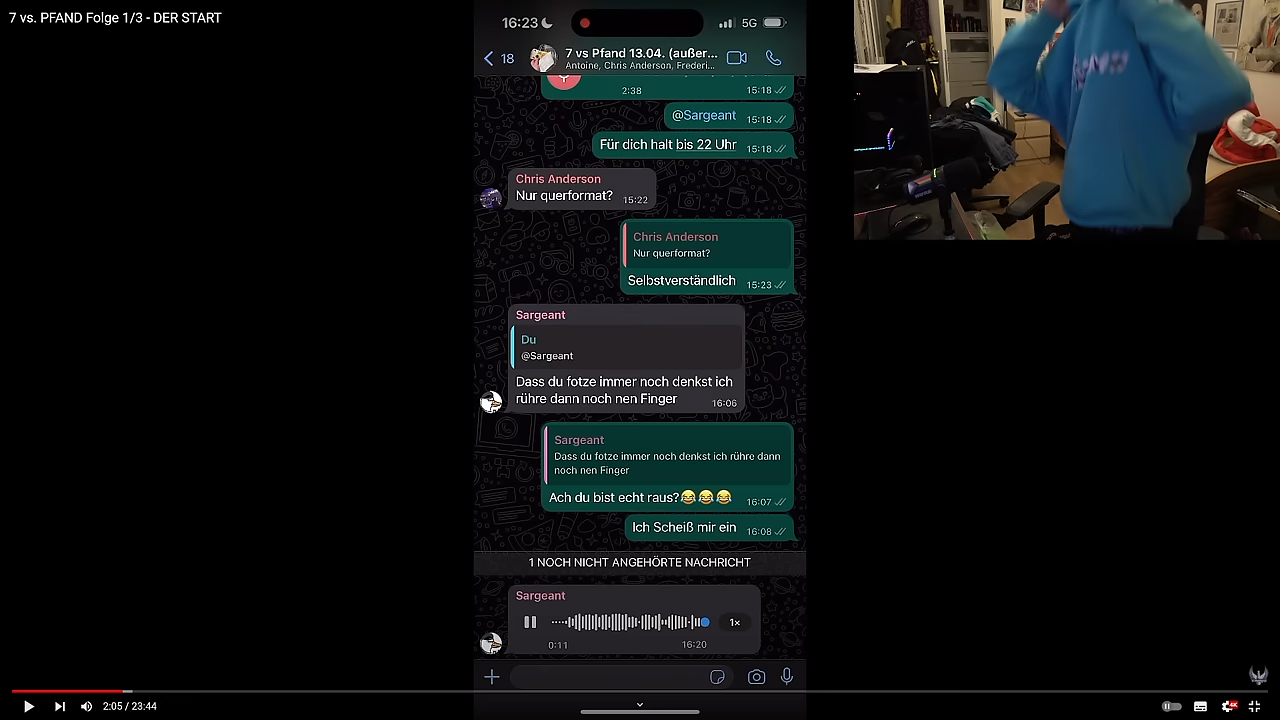 7 vs. PFAND Folge 1/3 - DER START
16:23
5G
18
7 vs Pfand 13.04. (außer...
Antoine, Chris Anderson, Frederi...
2:38
15:18
@Sargeant
15:18
Für dich halt bis 22 Uhr
15:18
Chris Anderson
Nur querformat?
15:22
Chris Anderson
Nur querformat?
Selbstverständlich
15:23
Sargeant
Du
@Sargeant
Dass du fotze immer noch denkst ich
rühre dann noch nen Finger
16:06
Sargeant
Dass du fotze immer noch denkst ich rühre dann
noch nen Finger
Ach du bist echt raus?😂😂😂
16:07
Ich Scheiß mir ein
16:08
1 NOCH NICHT ANGEHÖRTE NACHRICHT
Sargeant
1×
0:11
16:20
2:05 / 23:44